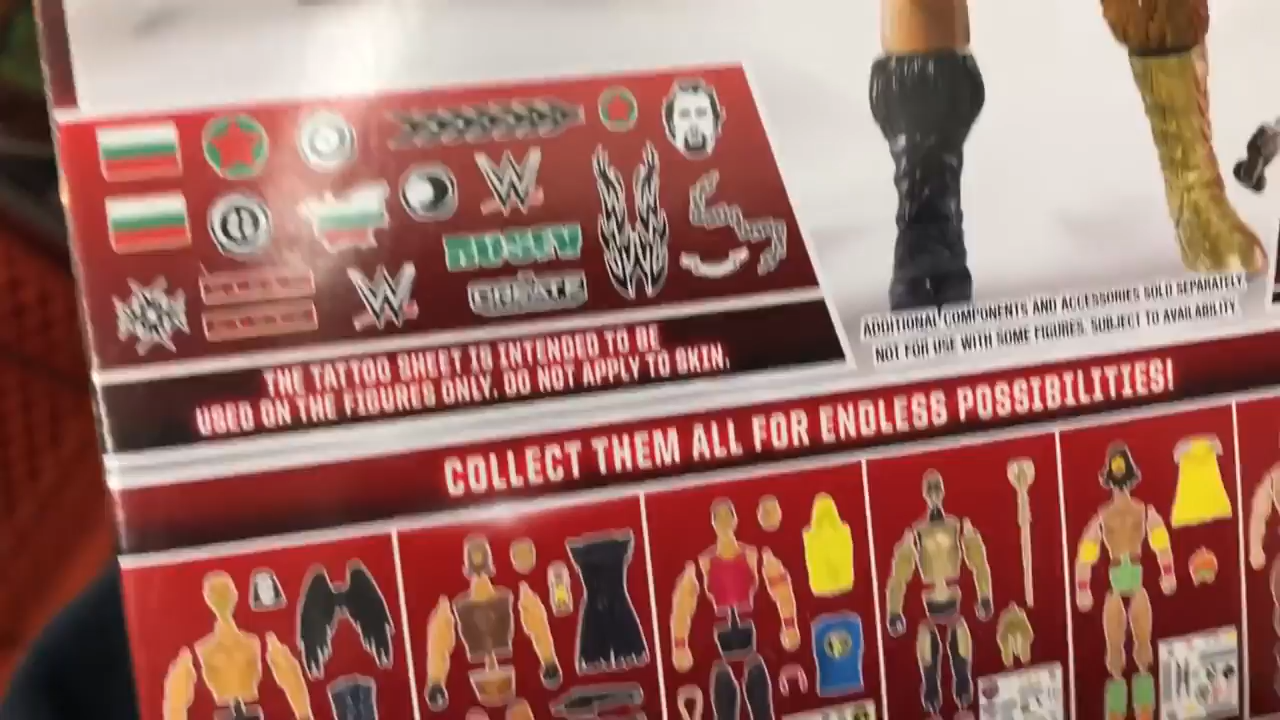 THE TATTOO SHEET IS INTENDED TO BE
USED ON THE FIGURES ONLY. DO NOT APPLY TO SKIN.
ADDITIONAL COMPONENTS AND ACCESSORIES SOLD SEPARATELY.
NOT FOR USE WITH SOME FIGURES. SUBJECT TO AVAILABILITY
COLLECT THEM ALL FOR ENDLESS POSSIBILITIES!